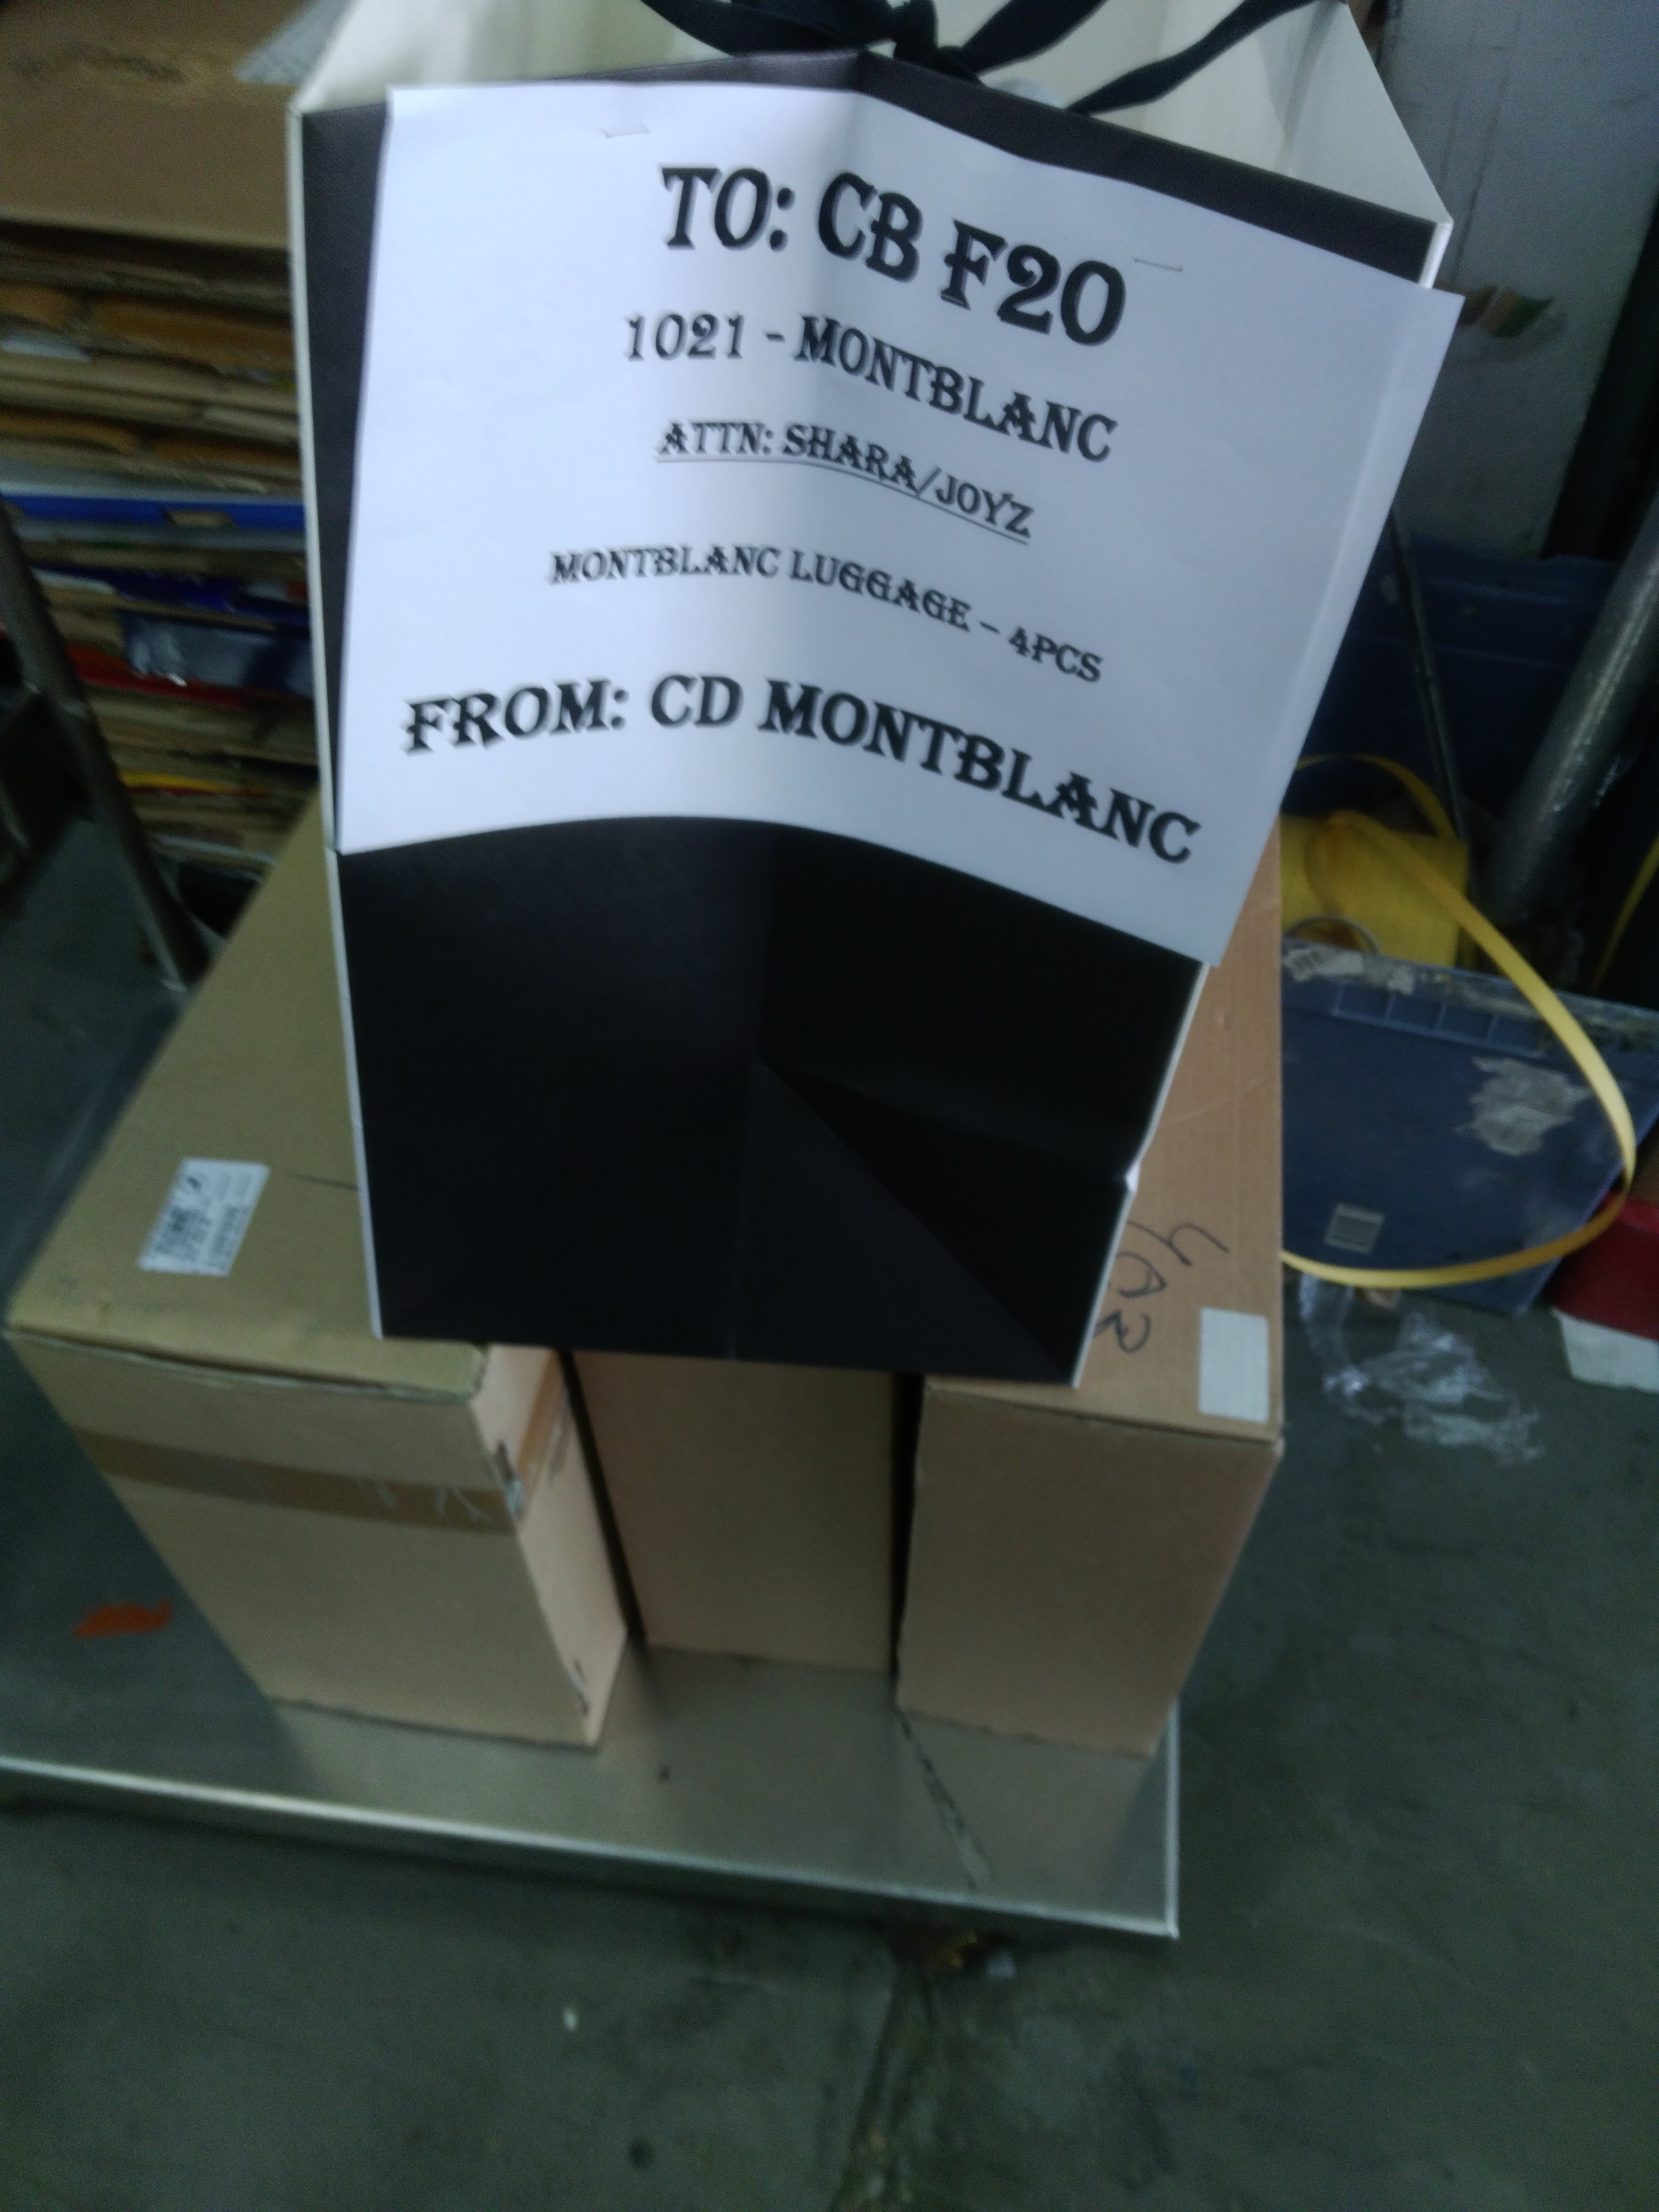 TO: CB F20
1021 - MONTBLANC
ATTN: SHARA/JOYZ
MONTBLANC LUGGAGE – 4PCS
FROM: CD MONTBLANC